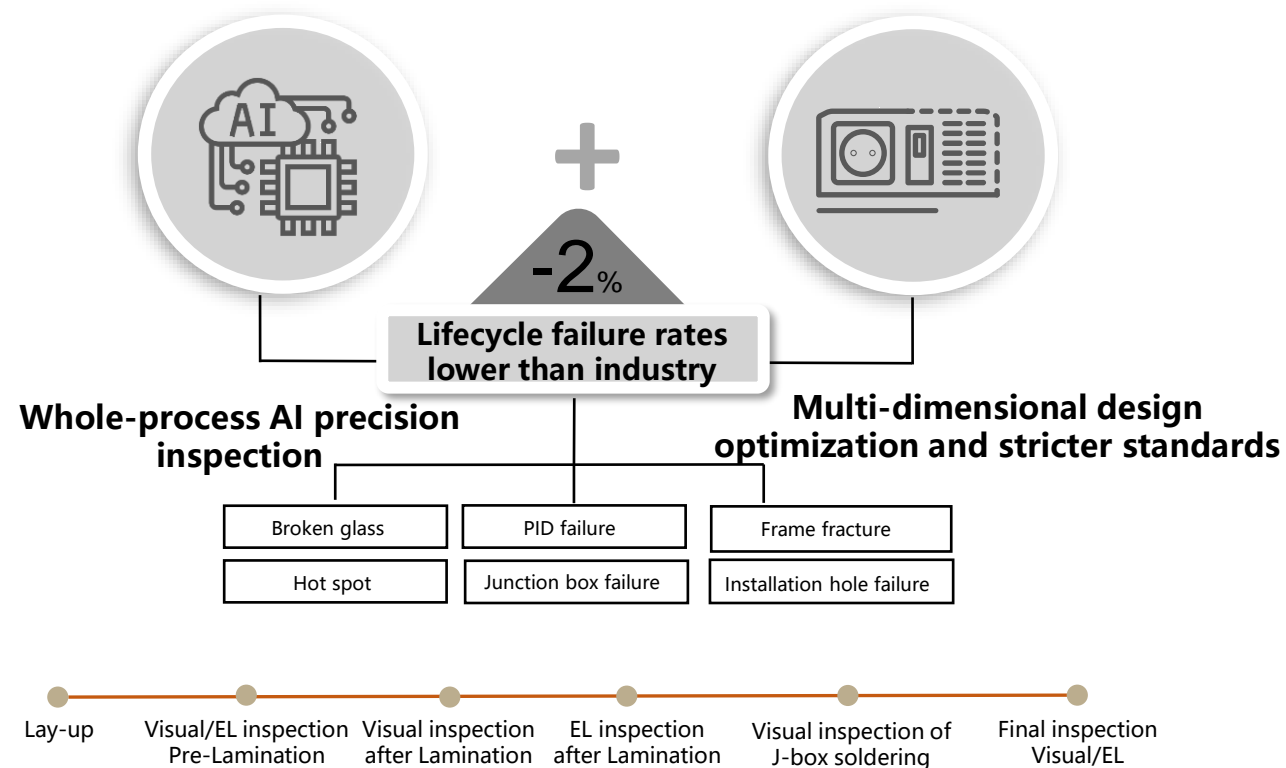 AI
-2%
Lifecycle failure rates
lower than industry
Whole-process AI precision
inspection
Multi-dimensional design
optimization and stricter standards
Broken glass
PID failure
Frame fracture
Hot spot
Junction box failure
Installation hole failure
Lay-up
Visual/EL inspection
Pre-Lamination
Visual inspection
after Lamination
EL inspection
after Lamination
Visual inspection of
J-box soldering
Final inspection
Visual/EL